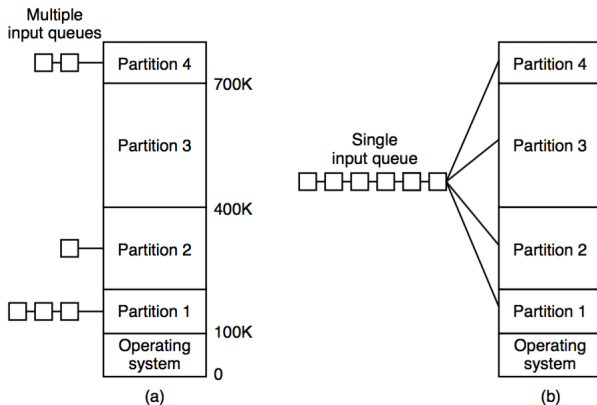 Multiple
input queues
Partition 4
700K
Partition 3
400K
Partition 2
Partition 1
100K
Operating
system
0
(a)
Single
input queue
Partition 4
Partition 3
Partition 2
Partition 1
Operating
system
(b)